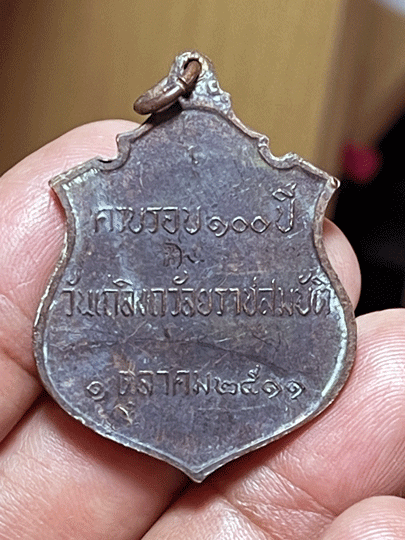 ครบรอบ ๑๐๐ ปี
วันเถลิงถวัลยราชสมบัติ
๑ ตุลาคม ๒๕๑๑